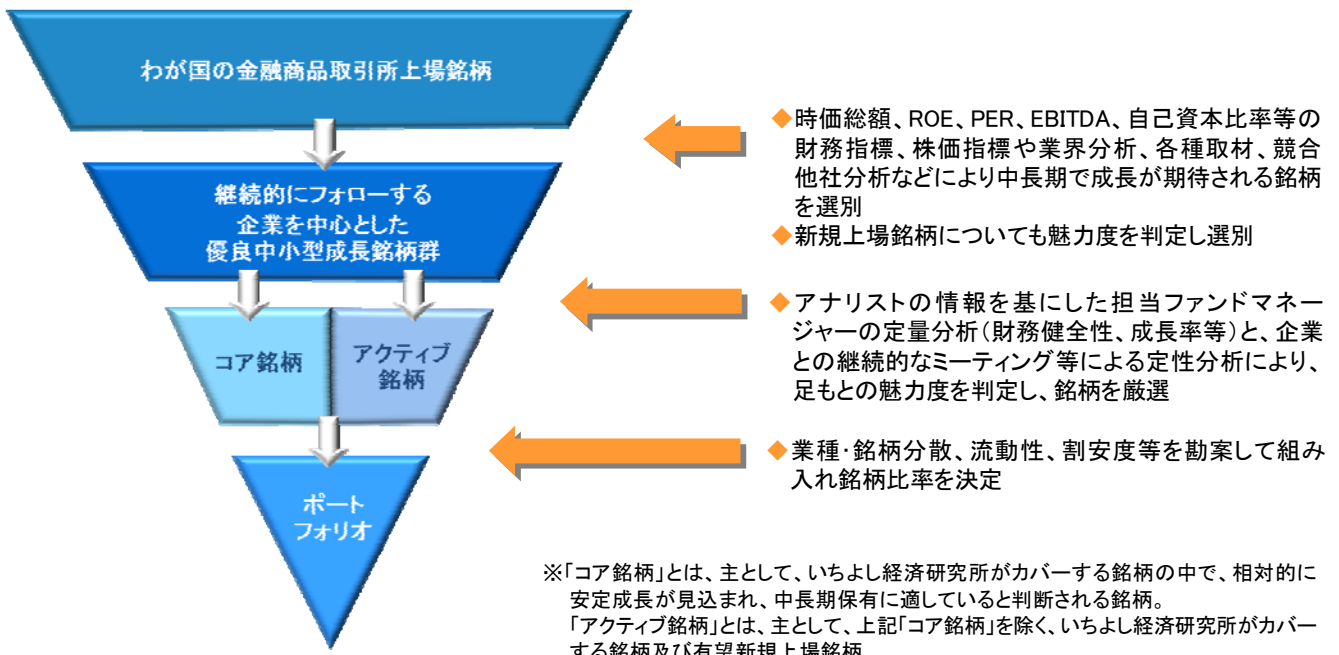 わが国の金融商品取引所上場銘柄
◆時価総額、ROE、PER、EBITDA、自己資本比率等の
財務指標、株価指標や業界分析、各種取材、競合
他社分析などにより中長期で成長が期待される銘柄
を選別
◆新規上場銘柄についても魅力度を判定し選別
継続的にフォローする
企業を中心とした
優良中小型成長銘柄群
◆アナリストの情報を基にした担当ファンドマネー
ジャーの定量分析(財務健全性、成長率等)と、企業
との継続的なミーティング等による定性分析により、
足もとの魅力度を判定し、銘柄を厳選
コア銘柄
アクティブ
銘柄
◆業種・銘柄分散、流動性、割安度等を勘案して組み
入れ銘柄比率を決定
ポート
フォリオ
※「コア銘柄」とは、主として、いちよし経済研究所がカバーする銘柄の中で、相対的に
安定成長が見込まれ、中長期保有に適していると判断される銘柄。
「アクティブ銘柄」とは、主として、上記「コア銘柄」を除く、いちよし経済研究所がカバー
する銘柄及び有望新規上場銘柄